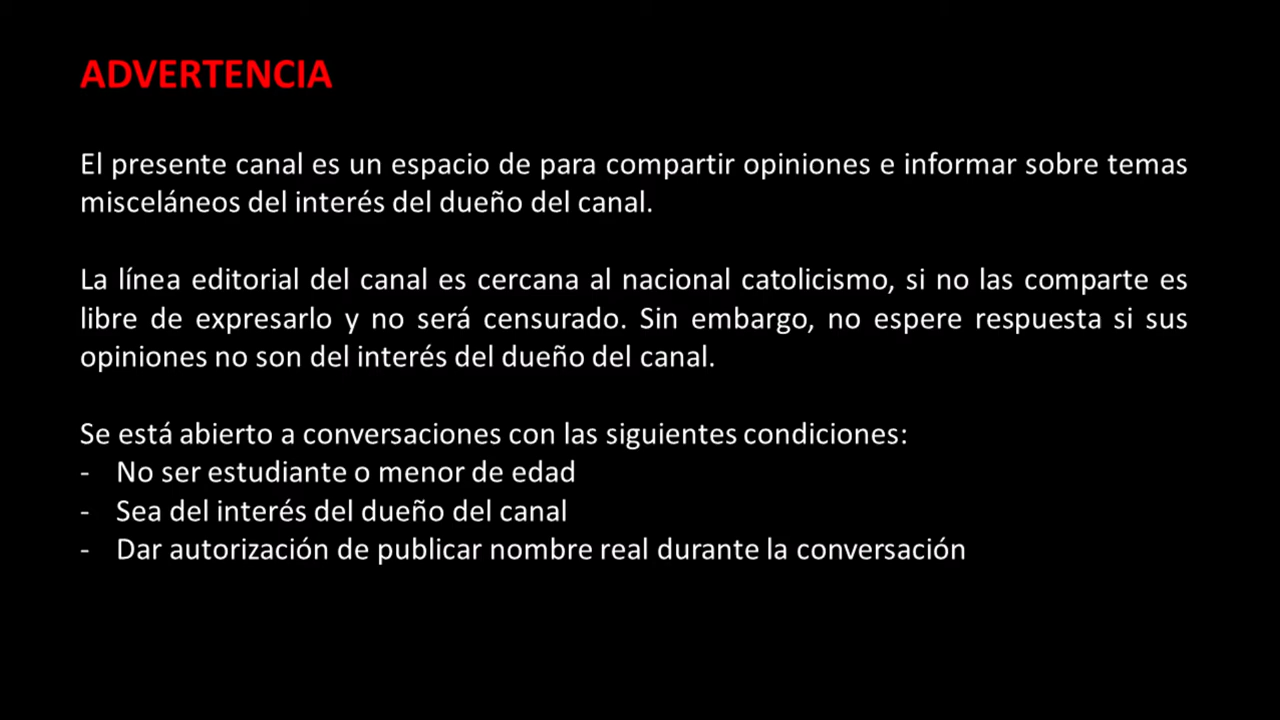 ADVERTENCIA
El presente canal es un espacio de para compartir opiniones e informar sobre temas
misceláneos del interés del dueño del canal.
La línea editorial del canal es cercana al nacional catolicismo, si no las comparte es
libre de expresarlo y no será censurado. Sin embargo, no espere respuesta si sus
opiniones no son del interés del dueño del canal.
Se está abierto a conversaciones con las siguientes condiciones:
- No ser estudiante o menor de edad
- Sea del interés del dueño del canal
- Dar autorización de publicar nombre real durante la conversación